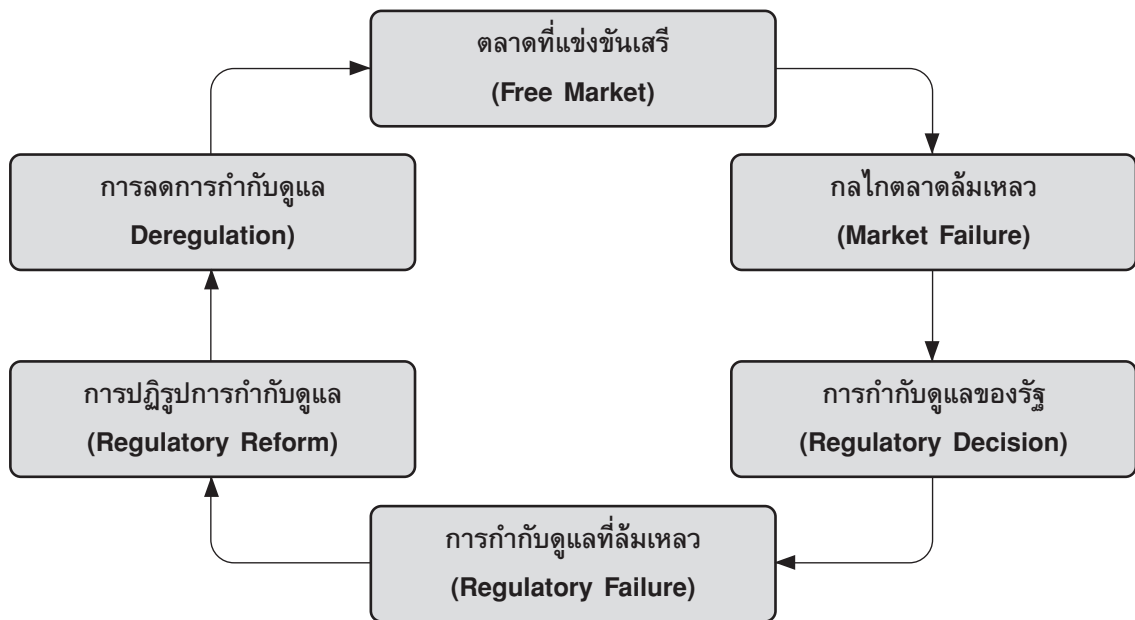 ตลาดที่แข่งขันเสรี
(Free Market)
กลไกตลาดล้มเหลว
(Market Failure)
การกำกับดูแลของรัฐ
(Regulatory Decision)
การกำกับดูแลที่ล้มเหลว
(Regulatory Failure)
การปฏิรูปการกำกับดูแล
(Regulatory Reform)
การลดการกำกับดูแล
Deregulation)